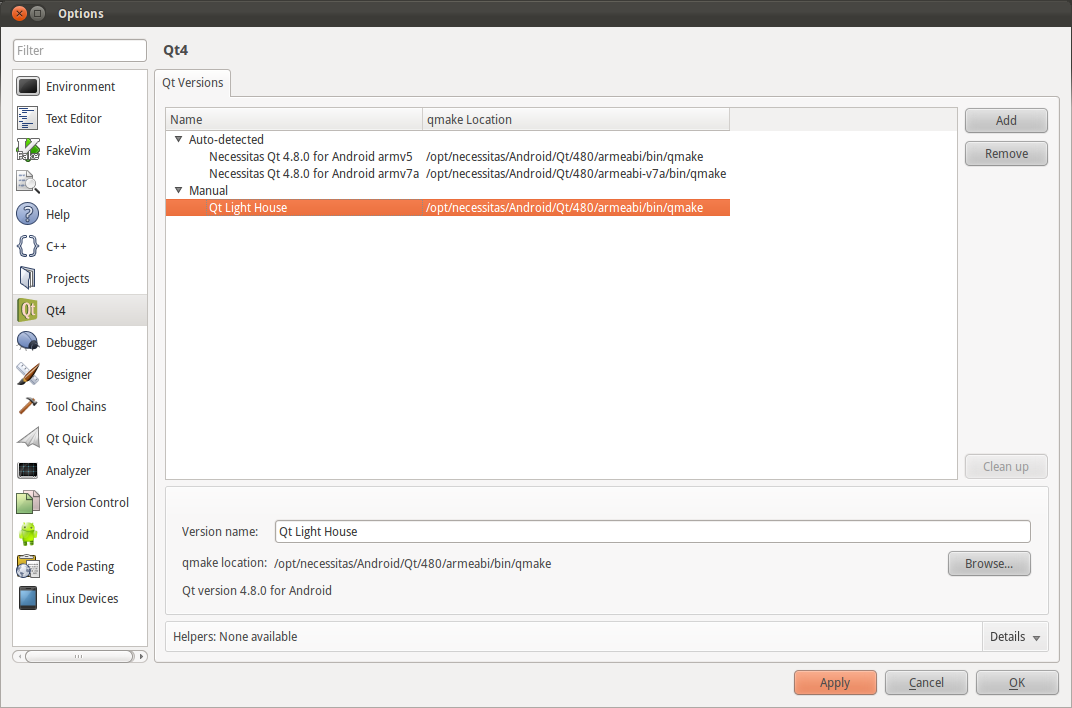 Options
Filter
Qt4
Environment
Text Editor
FakeVim
Locator
Help
C++
Projects
Qt4
Debugger
Designer
Tool Chains
Qt Quick
Analyzer
Version Control
Android
Code Pasting
Linux Devices
Qt Versions
Name qmake Location
Auto-detected
Necessitas Qt 4.8.0 for Android armv5 /opt/necessitas/Android/Qt/480/armeabi/bin/qmake
Necessitas Qt 4.8.0 for Android armv7a /opt/necessitas/Android/Qt/480/armeabi-v7a/bin/qmake
Manual
Qt Light House /opt/necessitas/Android/Qt/480/armeabi/bin/qmake
Add
Remove
Clean up
Version name: Qt Light House
qmake location: /opt/necessitas/Android/Qt/480/armeabi/bin/qmake Browse...
Qt version 4.8.0 for Android
Helpers: None available Details
Apply Cancel OK